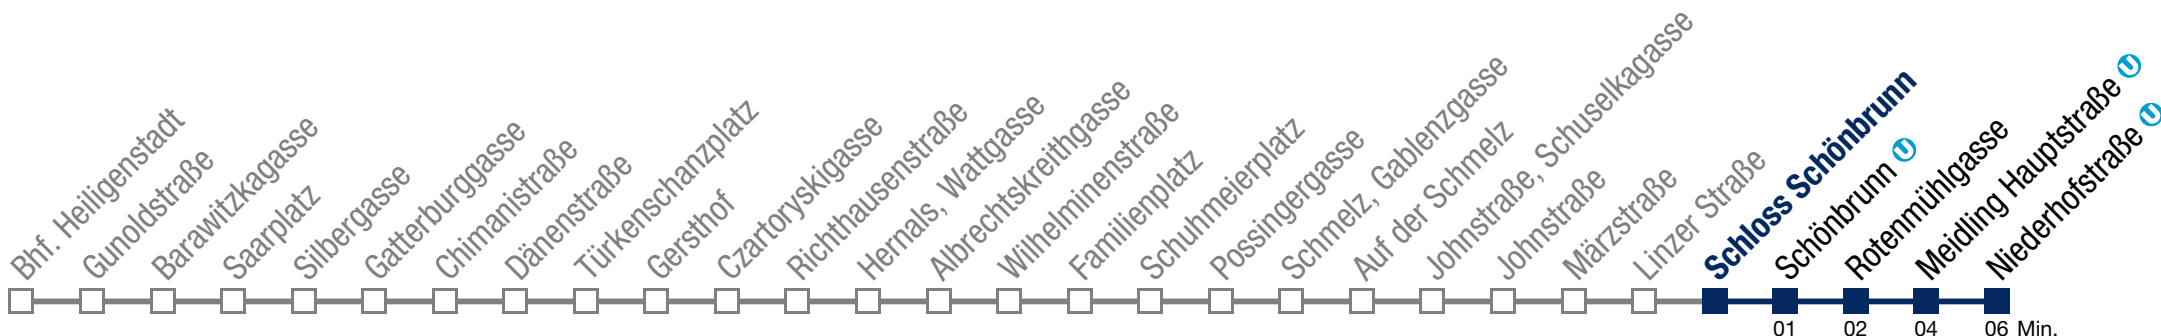 Bhf. Heiligenstadt
Gunoldstraße
Barawitzkagasse
Saarplatz
Silbergasse
Gatterburggasse
Chimanistraße
Dänenstraße
Türkenschanzplatz
Gersthof
Czartoryskigasse
Richthausenstraße
Hernals, Wattgasse
Albrechtskreithgasse
Wilhelminenstraße
Familienplatz
Schuhmeierplatz
Possingergasse
Schmelz, Gablenzgasse
Auf der Schmelz
Johnstraße, Schuselkagasse
Johnstraße
Märzstraße
Linzer Straße
Schloss Schönbrunn
Schönbrunn U
Rotenmühlgasse
Meidling Hauptstraße U
Niederhofstraße U
01 02 04 06 Min.